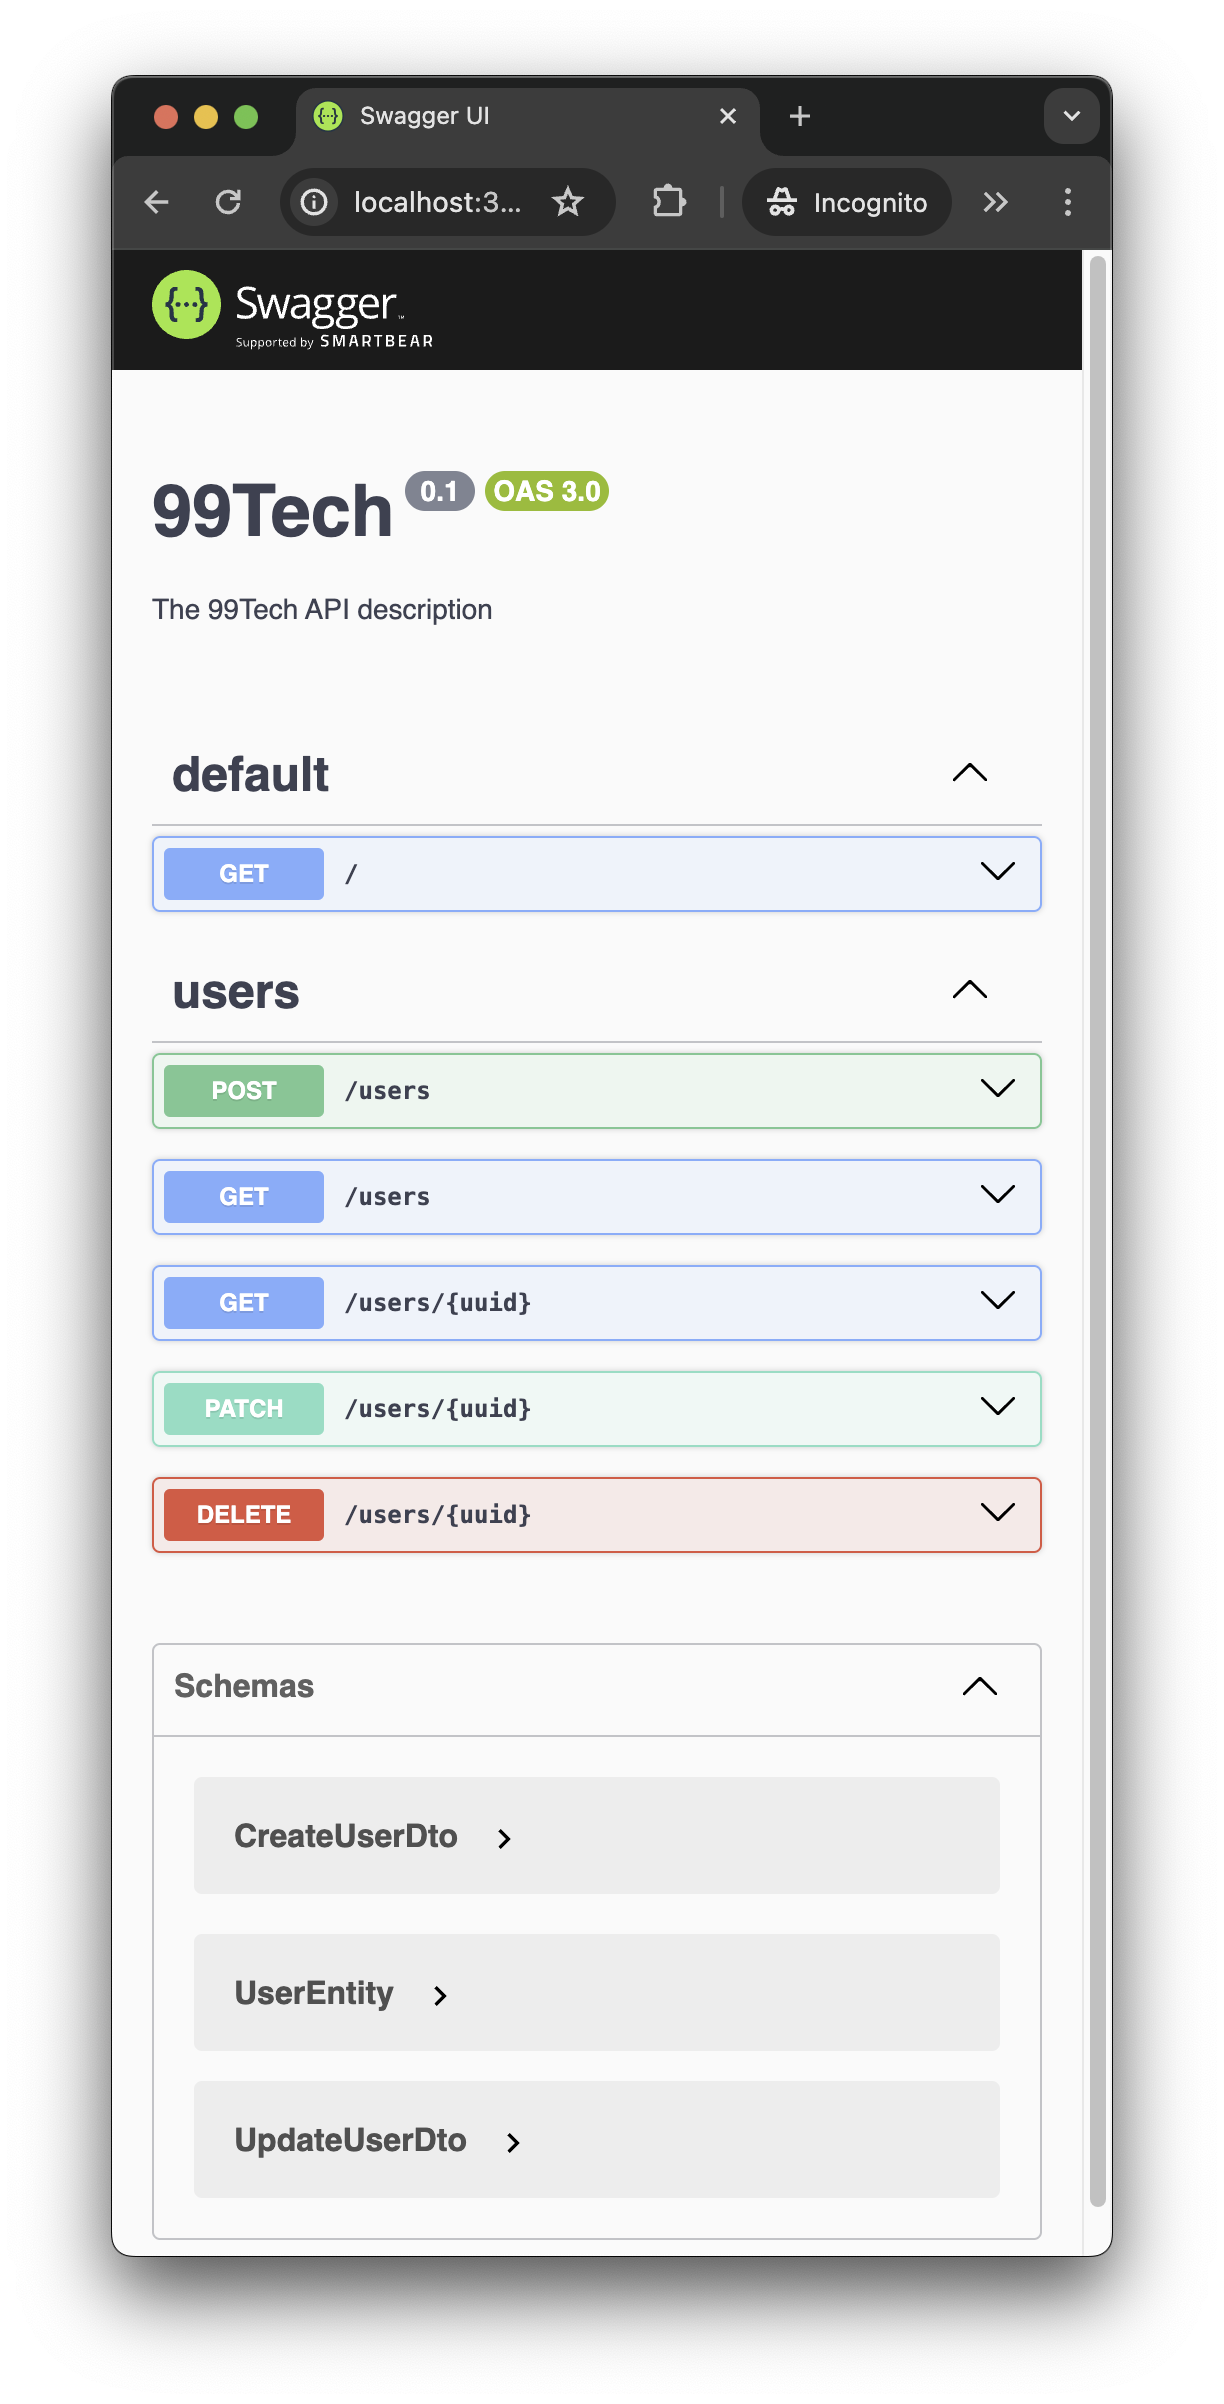 Swagger UI
localhost:3...
Incognito
{···} Swagger™
Supported by SMARTBEAR
99Tech 0.1 OAS 3.0
The 99Tech API description
default
GET /
users
POST /users
GET /users
GET /users/{uuid}
PATCH /users/{uuid}
DELETE /users/{uuid}
Schemas
CreateUserDto
UserEntity
UpdateUserDto